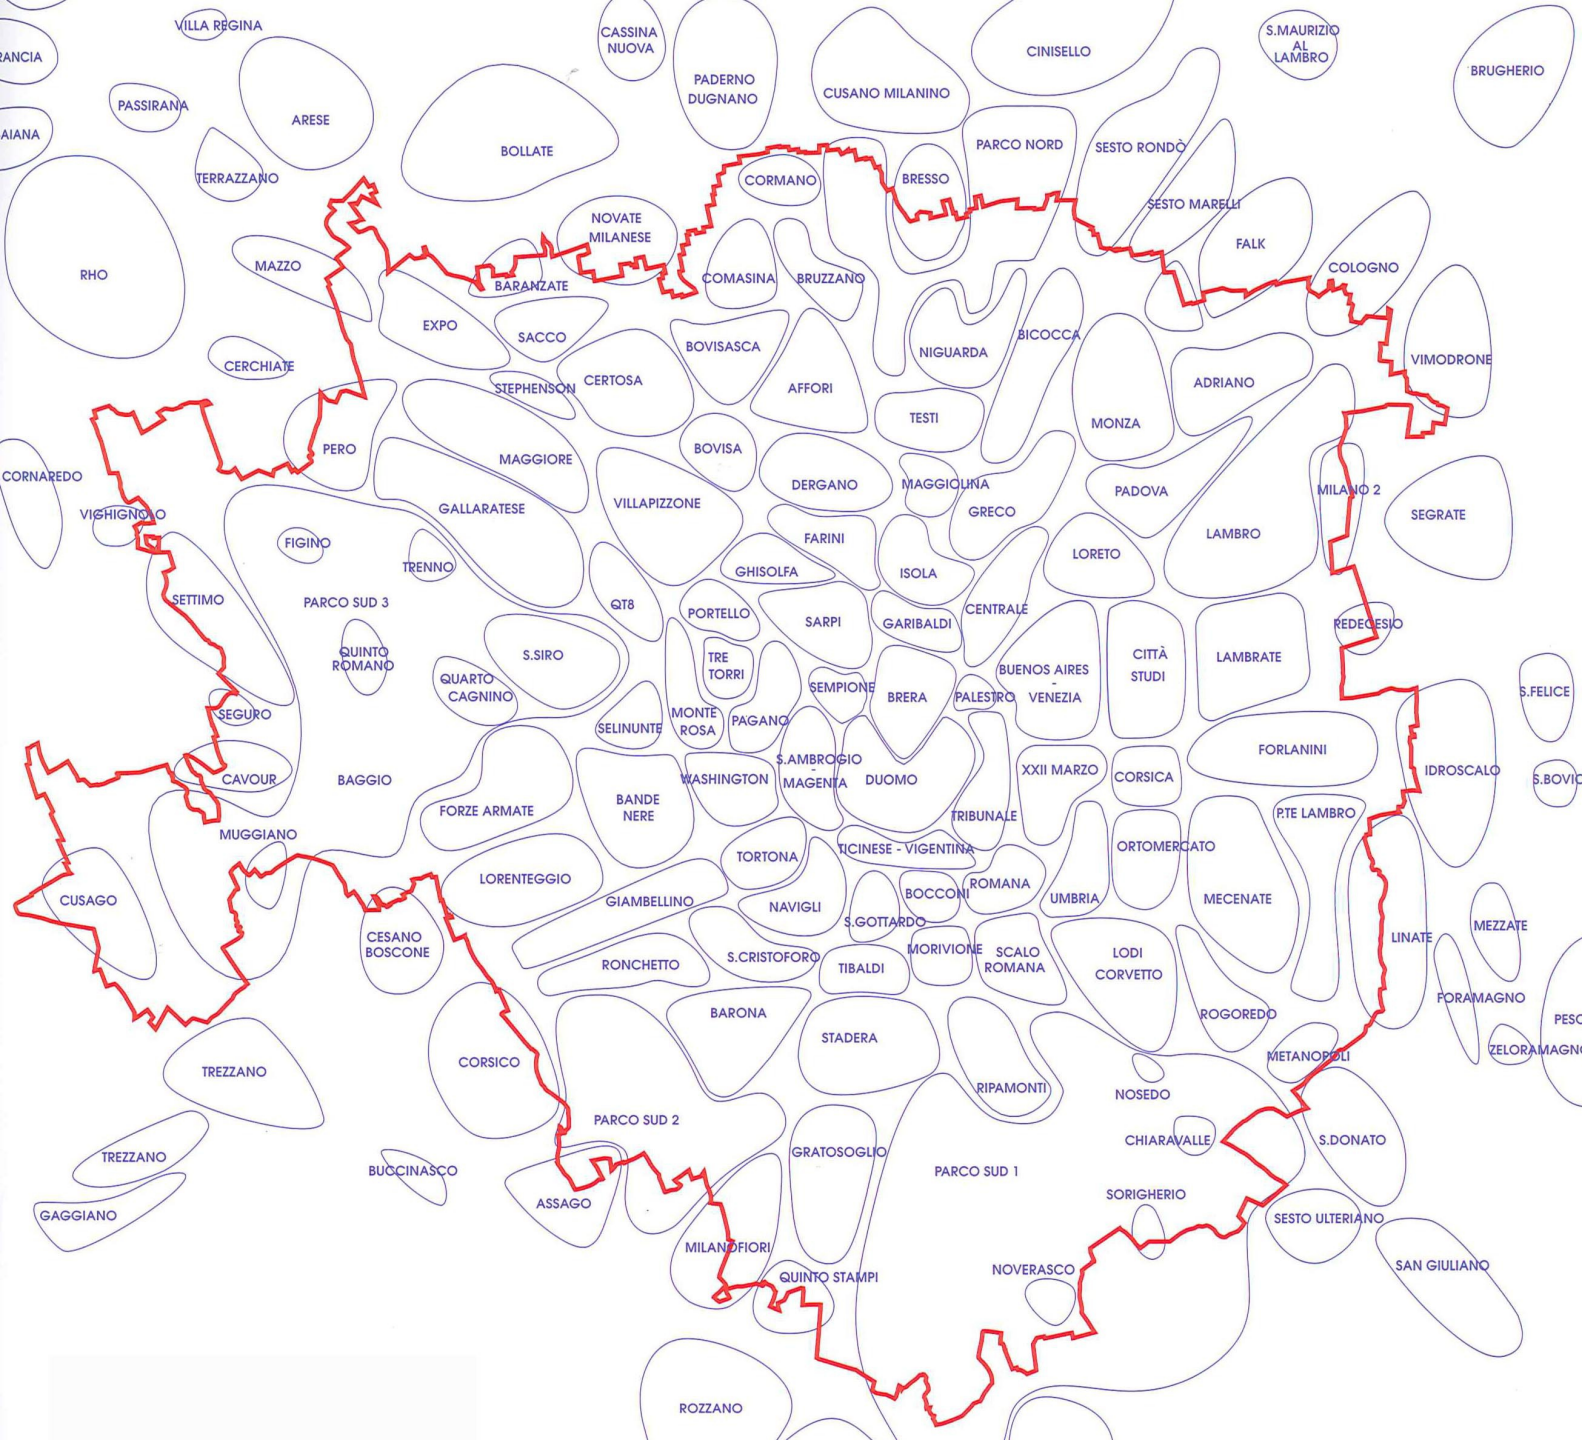 VILLA REGINA
CASSINA
NUOVA
S.MAURIZIO
AL
LAMBRO
CINISELLO
RANCIA
BRUGHERIO
PADERNO
DUGNANO
CUSANO MILANINO
PASSIRANA
ARESE
AIANA
PARCO NORD
SESTO RONDÒ
BOLLATE
TERRAZZANO
CORMANO
BRESSO
SESTO MARELLI
NOVATE
MILANESE
FALK
RHO
MAZZO
COLOGNO
COMASINA
BRUZZANO
BARANZATE
EXPO
SACCO
BOVISASCA
NIGUARDA
BICOCCA
VIMODRONE
CERCHIATE
STEPHENSON
CERTOSA
AFFORI
ADRIANO
TESTI
MONZA
PERO
MAGGIORE
BOVISA
CORNAREDO
DERGANO
MAGGIOLINA
PADOVA
MILANO 2
VIGHIGNOLO
GALLARATESE
VILLAPIZZONE
GRECO
SEGRATE
FIGINO
FARINI
LAMBRO
TRENNO
GHISOLFA
ISOLA
LORETO
SETTIMO
PARCO SUD 3
QT8
PORTELLO
SARPI
GARIBALDI
CENTRALE
REDECESIO
QUINTO
ROMANO
S.SIRO
TRE
TORRI
BUENOS AIRES
-
VENEZIA
CITTÀ
STUDI
LAMBRATE
QUARTO
CAGNINO
SEMPIONE
BRERA
PALESTRO
S.FELICE
SEGURO
SELINUNTE
MONTE
ROSA
PAGANO
CAVOUR
BAGGIO
WASHINGTON
S.AMBROGIO
-
MAGENTA
DUOMO
XXII MARZO
CORSICA
FORLANINI
IDROSCALO
S.BOVIO
FORZE ARMATE
BANDE
NERE
TRIBUNALE
P.TE LAMBRO
MUGGIANO
TORTONA
TICINESE - VIGENTINA
ORTOMERCATO
CUSAGO
LORENTEGGIO
GIAMBELLINO
NAVIGLI
S.GOTTARDO
BOCCONI
ROMANA
UMBRIA
MECENATE
CESANO
BOSCONE
RONCHETTO
S.CRISTOFORO
TIBALDI
MORIVIONE
SCALO
ROMANA
LODI
CORVETTO
LINATE
MEZZATE
BARONA
STADERA
ROGOREDO
FORAMAGNO
PESC
TREZZANO
CORSICO
RIPAMONTI
NOSEDO
METANOPOLI
ZELORAMAGNO
PARCO SUD 2
TREZZANO
BUCCINASCO
GRATOSOGLIO
PARCO SUD 1
CHIARAVALLE
S.DONATO
GAGGIANO
ASSAGO
SORIGHERIO
SESTO ULTERIANO
MILANOFIORI
QUINTO STAMPI
NOVERASCO
SAN GIULIANO
ROZZANO